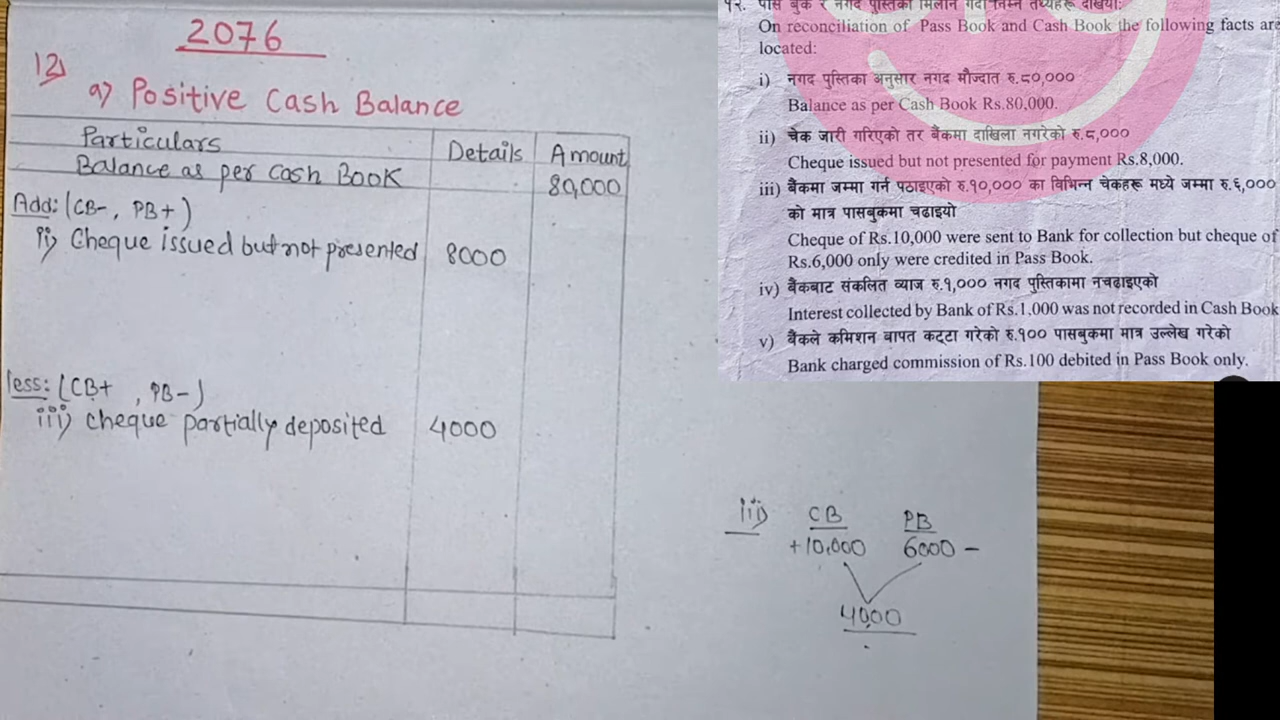 2076
12)
a) Positive Cash Balance
Particulars Details Amount
Balance as per Cash Book 80,000
Add: (CB-, PB+)
ii) Cheque issued but not presented 8000
less: (CB+ , PB-)
iii) cheque partially deposited 4000
१२. पास बुक र नगद पुस्तिका मिलान गर्दा निम्न तथ्यहरू देखियो:
On reconciliation of Pass Book and Cash Book the following facts are
located:
i) नगद पुस्तिका अनुसार नगद मौज्दात रु.८०,०००
Balance as per Cash Book Rs.80,000.
ii) चेक जारी गरिएको तर बैंकमा दाखिला नगरेको रु.८,०००
Cheque issued but not presented for payment Rs.8,000.
iii) बैंकमा जम्मा गर्न पठाइएको रु.१०,००० का विभिन्न चेकहरू मध्ये जम्मा रु.६,०००
को मात्र पासबुकमा चढाइयो
Cheque of Rs.10,000 were sent to Bank for collection but cheque of
Rs.6,000 only were credited in Pass Book.
iv) बैंकबाट संकलित व्याज रु.१,००० नगद पुस्तिकामा नचढाइएको
Interest collected by Bank of Rs.1,000 was not recorded in Cash Book
v) बैंकले कमिशन बापत कट्टा गरेको रु.१०० पासबुकमा मात्र उल्लेख गरेको
Bank charged commission of Rs.100 debited in Pass Book only.
iii) CB PB
+10,000 6000 -
4000